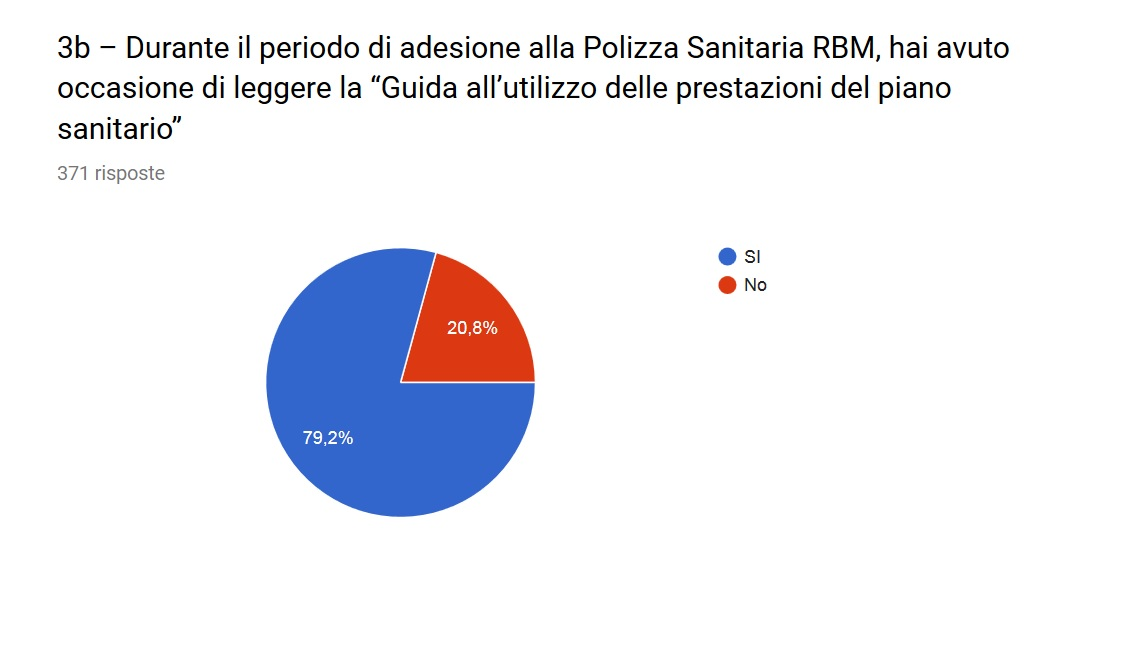 3b – Durante il periodo di adesione alla Polizza Sanitaria RBM, hai avuto
occasione di leggere la “Guida all’utilizzo delle prestazioni del piano
sanitario”
371 risposte
SI
No
20,8%
79,2%